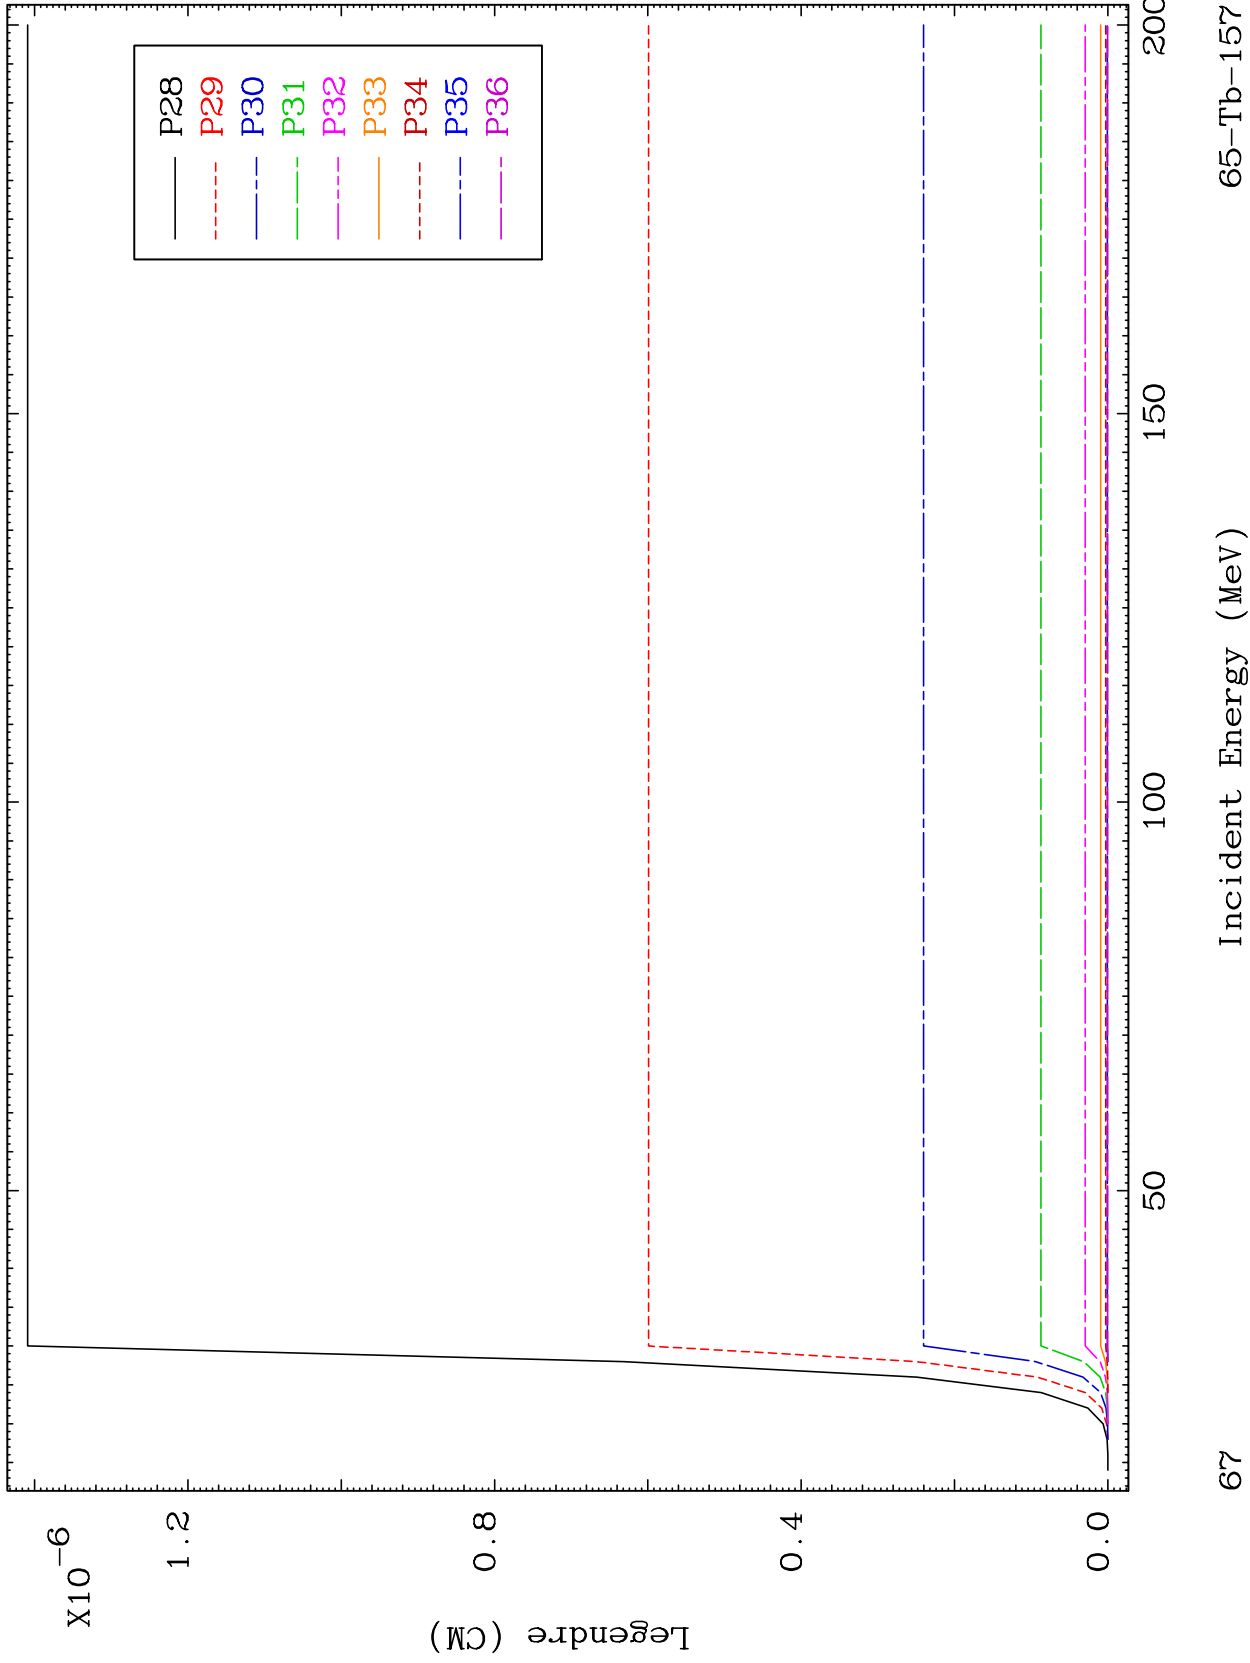 X10-6
1.2
0.8
0.4
0.0
Legendre (CM)
P28
P29
P30
P31
P32
P33
P34
P35
P36
50
100
150
200
Incident Energy (MeV)
67
65-Tb-157